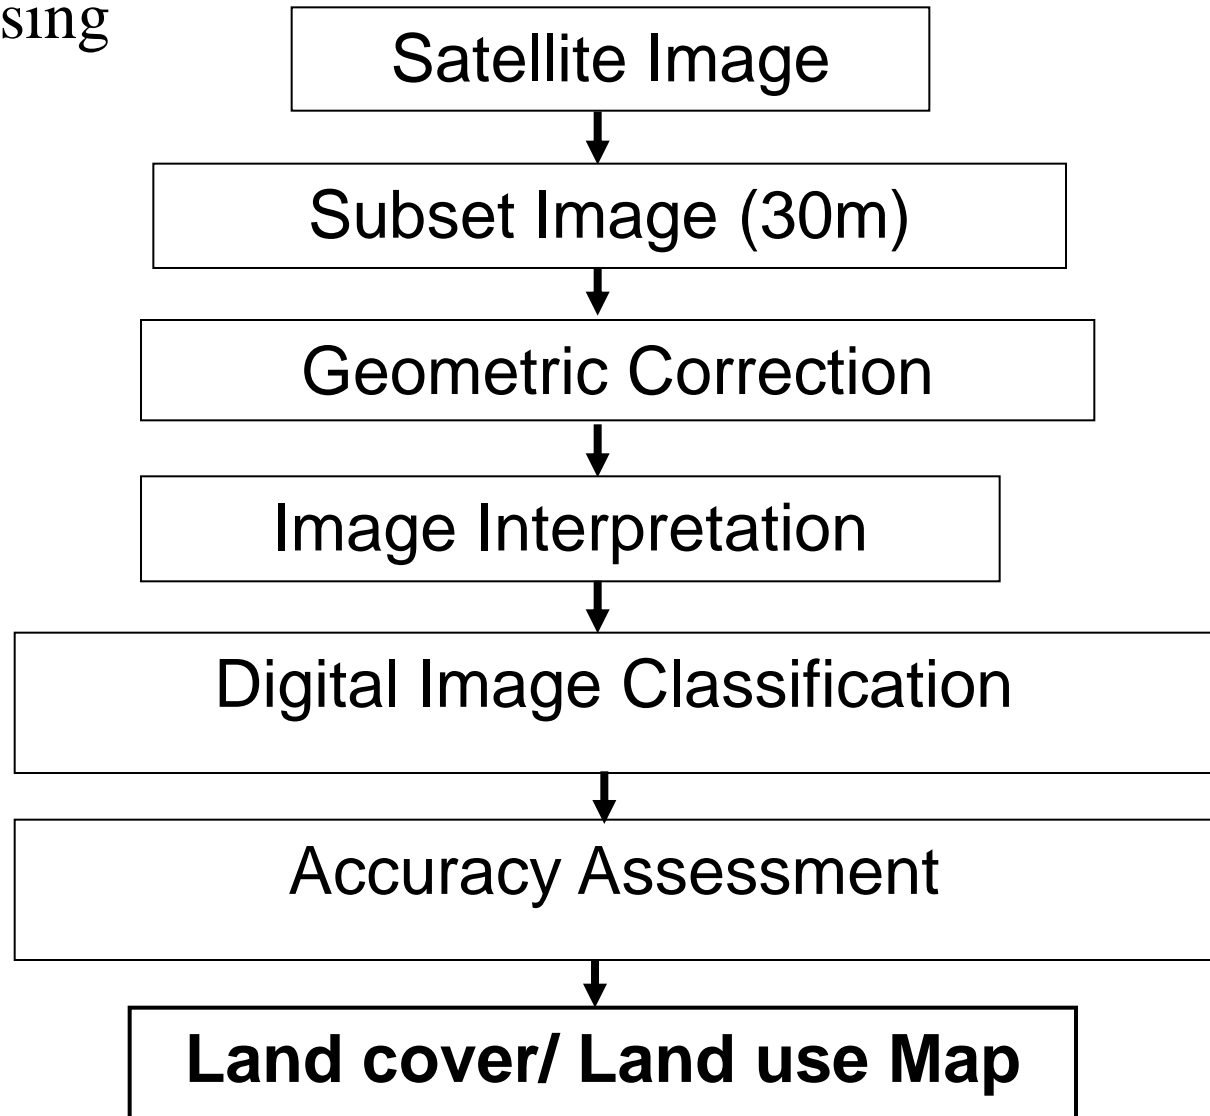 sing
Satellite Image
Subset Image (30m)
Geometric Correction
Image Interpretation
Digital Image Classification
Accuracy Assessment
Land cover/ Land use Map